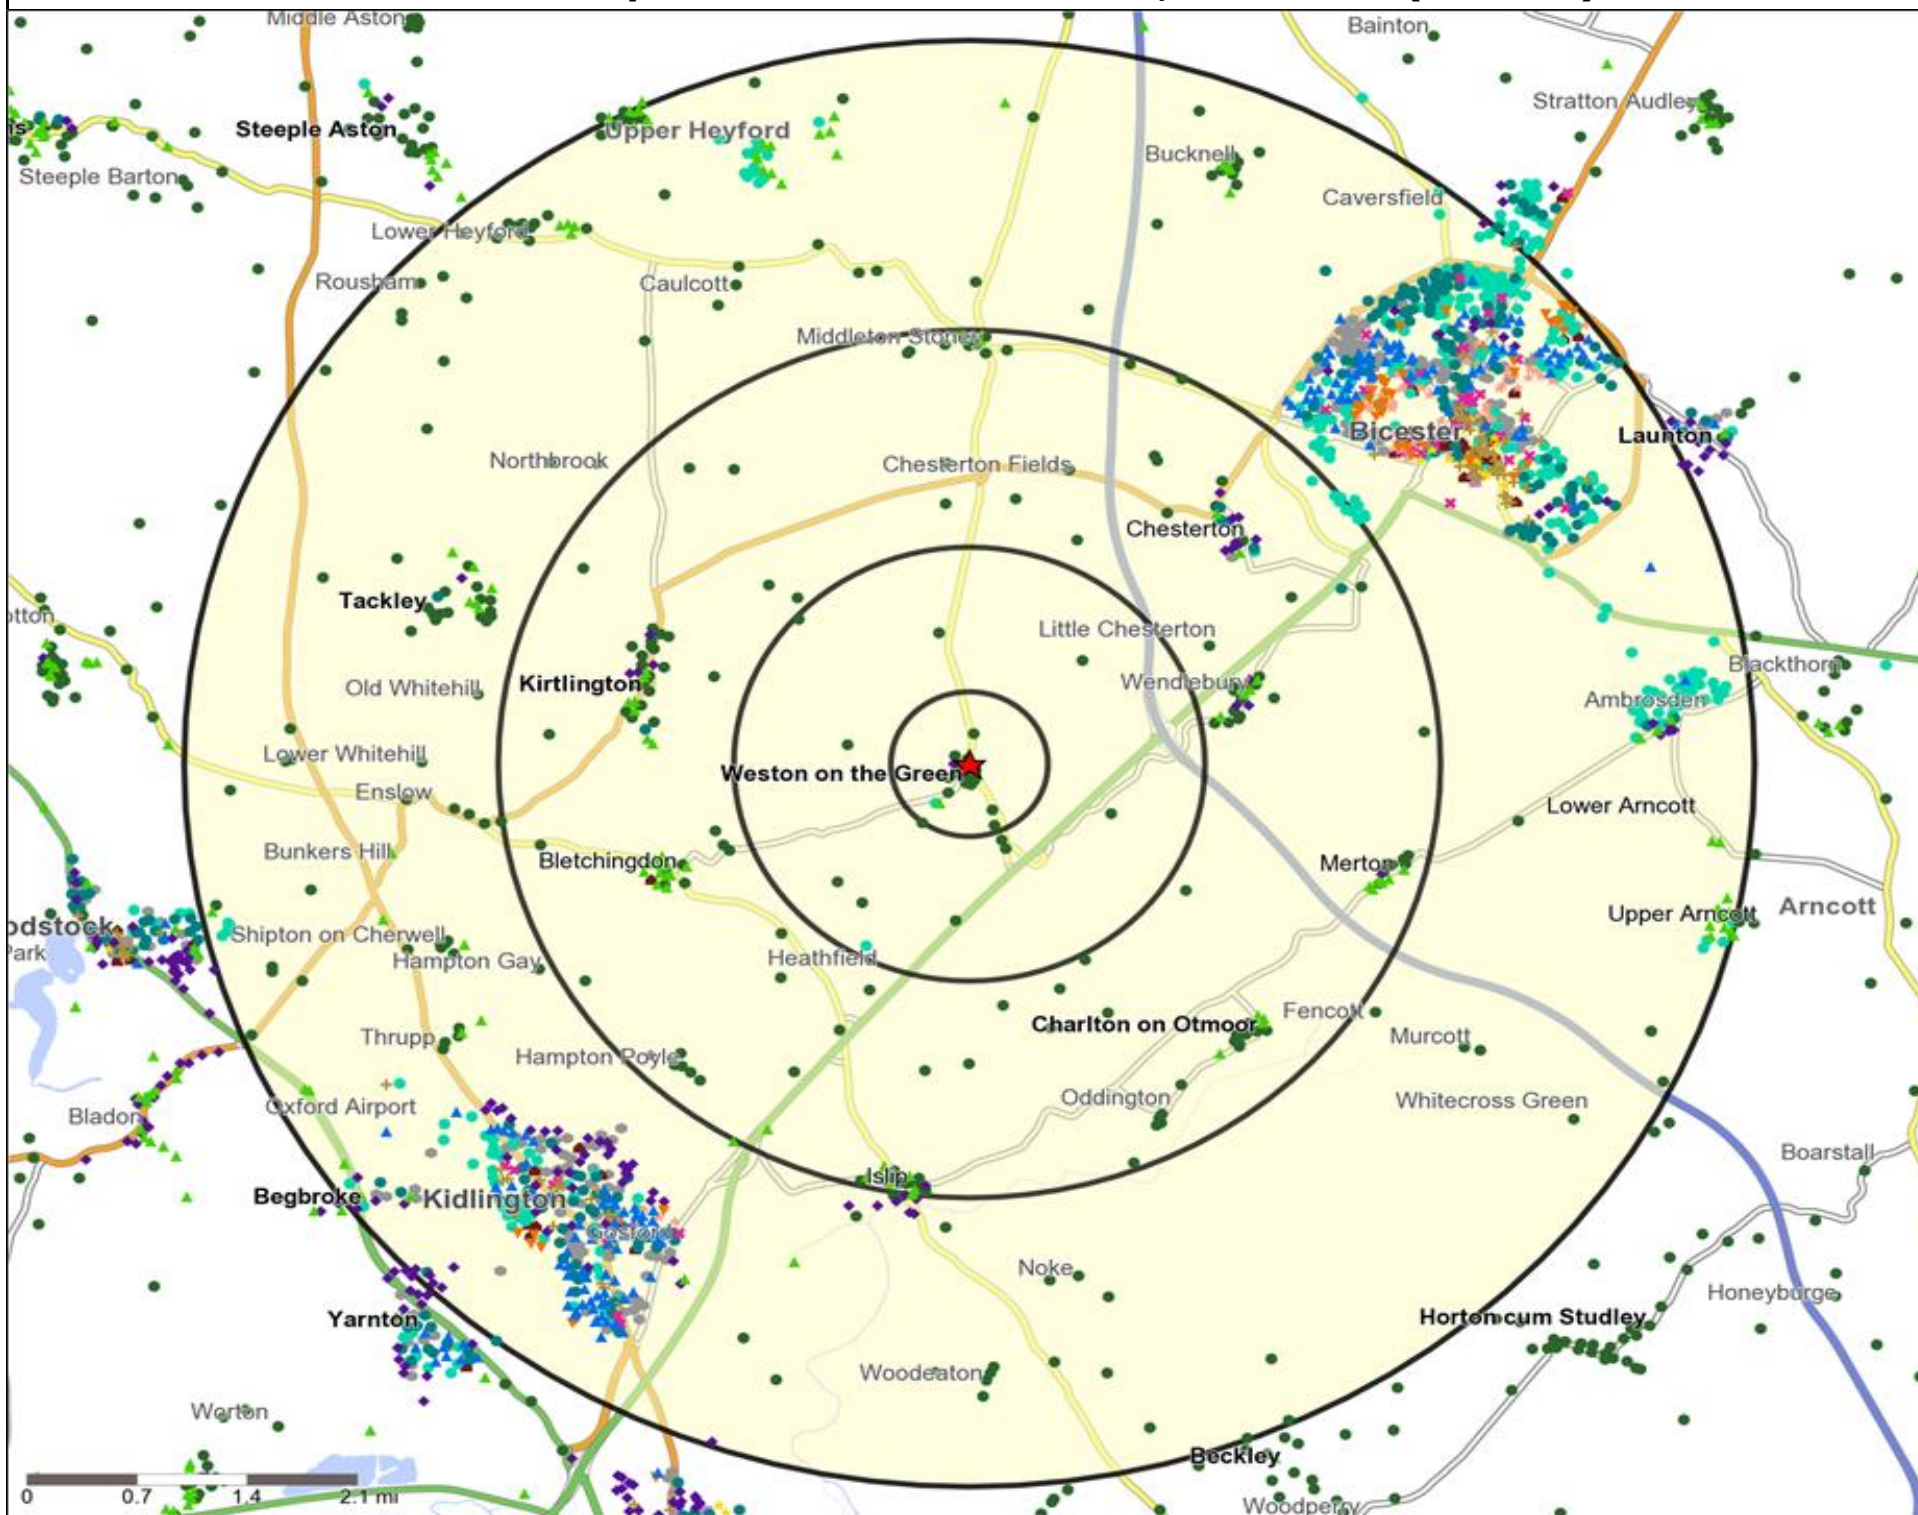 Middle Aston
Bainton
Stratton Audley
Steeple Aston
Upper Heyford
Bucknell
Steeple Barton
Caversfield
Lower Heyford
Rousham
Caulcott
Middleton Stoney
Bicester
Launton
Northbrook
Chesterton Fields
Chesterton
Tackley
otton
Little Chesterton
Blackthorn
Old Whitehill
Kirtlington
Wendlebury
Ambrosden
Lower Whitehill
Weston on the Green
Enslow
Lower Arncott
Bunkers Hill
Bletchingdon
Merton
Upper Arncott
Arncott
odstock
Park
Shipton on Cherwell
Hampton Gay
Heathfield
Charlton on Otmoor
Fencott
Thrupp
Hampton Poyle
Murcott
Oxford Airport
Bladon
Oddington
Whitecross Green
Boarstall
Begbroke
Kidlington
Islip
Gosford
Noke
Honeyburge
Yarnton
Horton cum Studley
Woodeaton
Worton
Beckley
Woodperry
0 0.7 1.4 2.1 mi